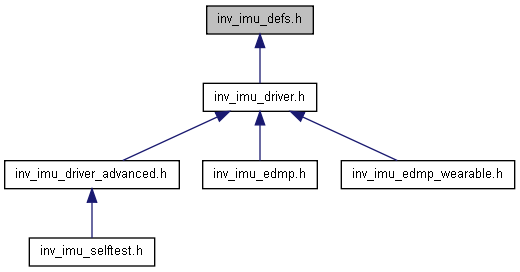 inv_imu_defs.h
inv_imu_driver.h
inv_imu_driver_advanced.h
inv_imu_edmp.h
inv_imu_edmp_wearable.h
inv_imu_selftest.h